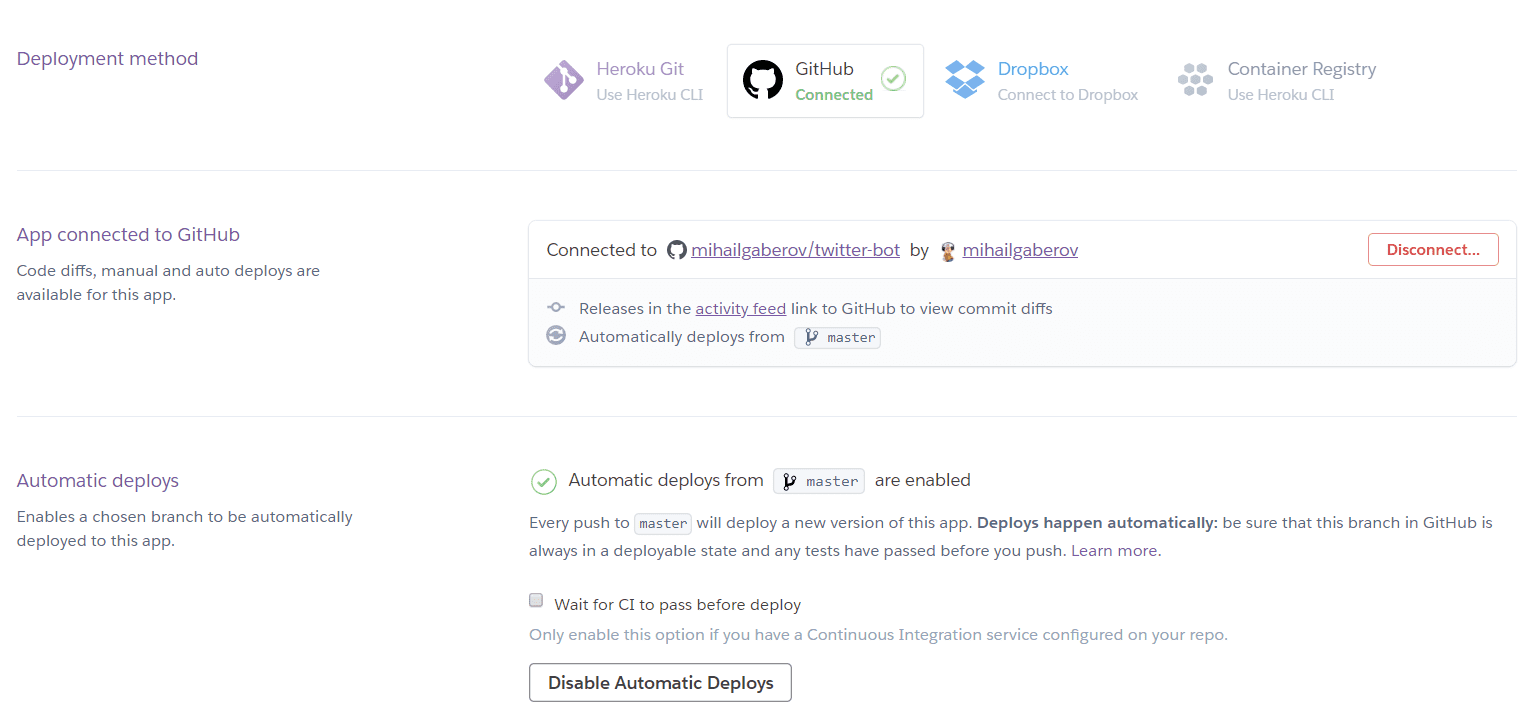 Deployment method
Heroku Git
Use Heroku CLI
GitHub
Connected
Dropbox
Connect to Dropbox
Container Registry
Use Heroku CLI
App connected to GitHub
Code diffs, manual and auto deploys are
available for this app.
Connected to mihailgaberov/twitter-bot by mihailgaberov
Disconnect...
Releases in the activity feed link to GitHub to view commit diffs
Automatically deploys from master
Automatic deploys
Enables a chosen branch to be automatically
deployed to this app.
Automatic deploys from master are enabled
Every push to master will deploy a new version of this app. Deploys happen automatically: be sure that this branch in GitHub is
always in a deployable state and any tests have passed before you push. Learn more.
Wait for CI to pass before deploy
Only enable this option if you have a Continuous Integration service configured on your repo.
Disable Automatic Deploys